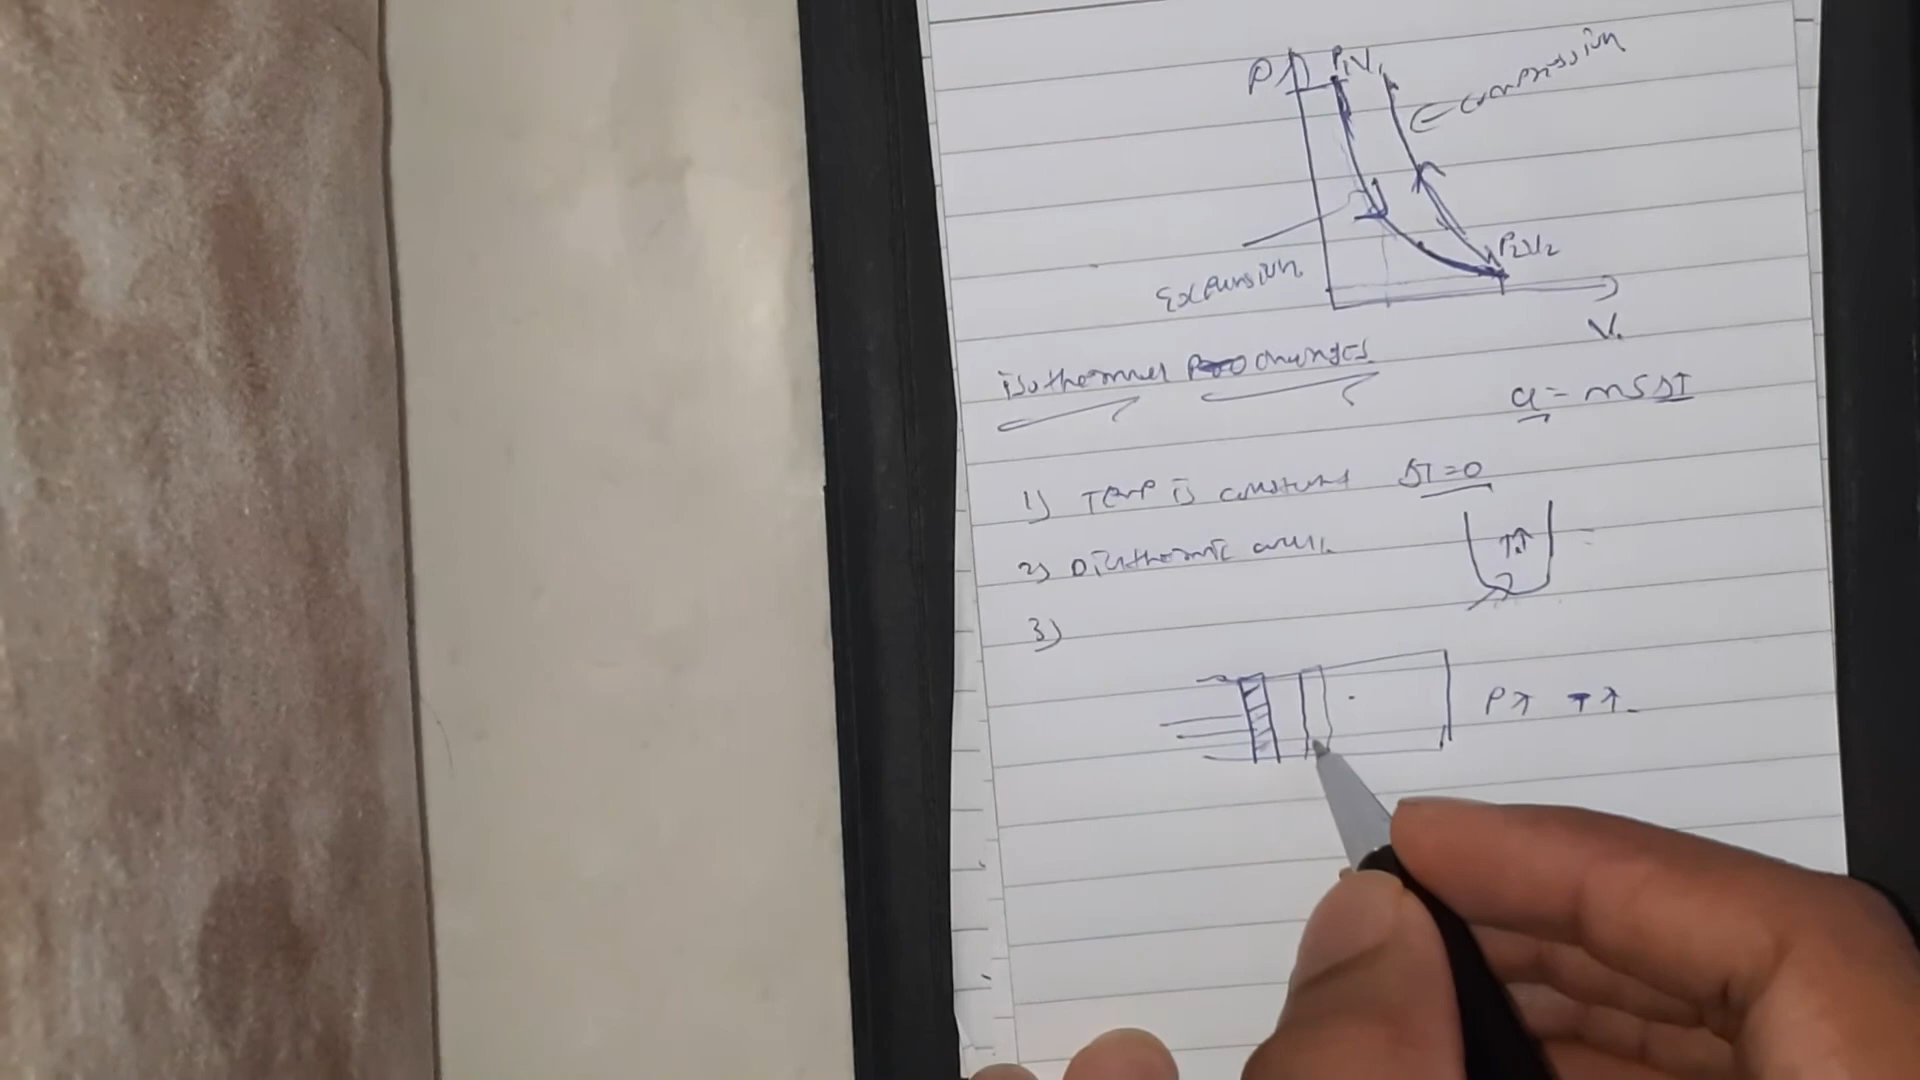 P
P1V1
compression
P2V2
Expansion
V.
isothermal changes
Q = msΔT
1) Temp is constant ΔT=0
2) Diathermic wall.
3)
P↑ T↑